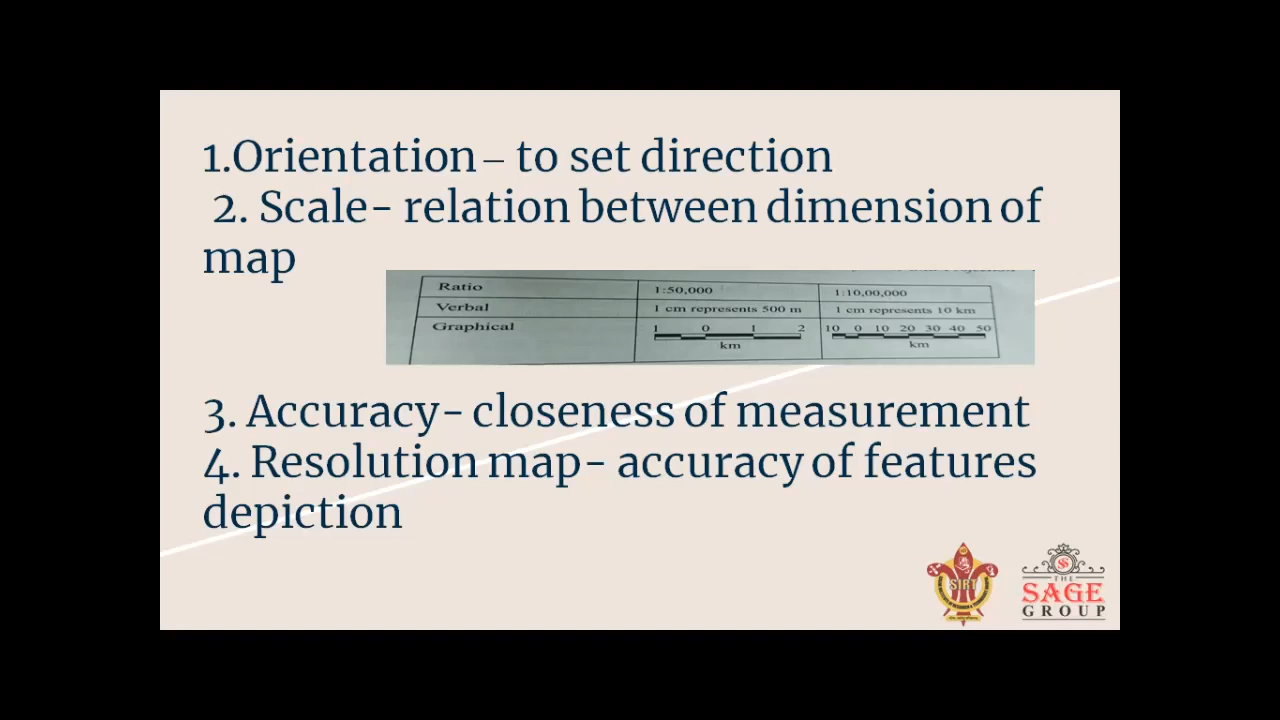 1.Orientation – to set direction
2. Scale- relation between dimension of
map
Ratio 1:50,000 1:10,00,000
Verbal 1 cm represents 500 m 1 cm represents 10 km
Graphical 1 0 1 2 10 0 10 20 30 40 50
km km
3. Accuracy- closeness of measurement
4. Resolution map- accuracy of features
depiction
SIRT
THE
SAGE
GROUP